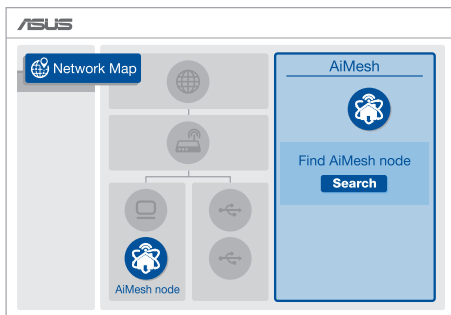 ASUS
Network Map
AiMesh
Find AiMesh node
Search
AiMesh node